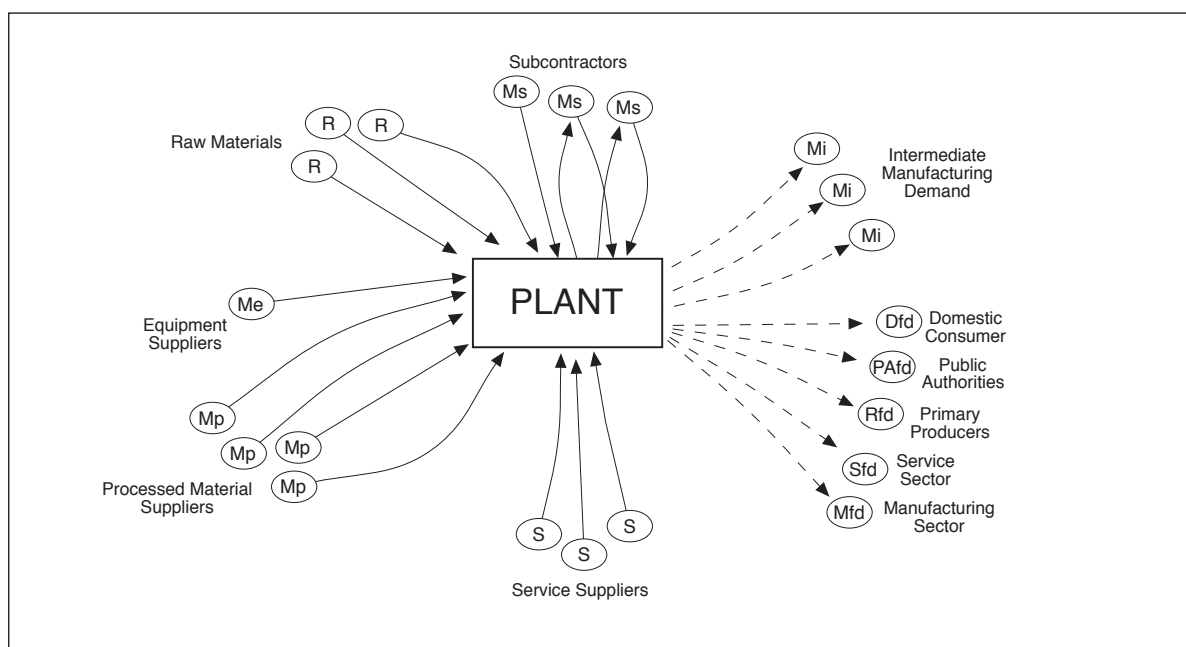 Subcontractors
Ms
Ms
Ms
R
R
Raw Materials
R
Mi
Intermediate
Manufacturing
Demand
Mi
Mi
PLANT
Me
Equipment
Suppliers
Dfd
Domestic
Consumer
PAfd
Public
Authorities
Rfd
Primary
Producers
Sfd
Service
Sector
Mfd
Manufacturing
Sector
Mp
Mp
Mp
Mp
Processed Material
Suppliers
S
S
S
Service Suppliers